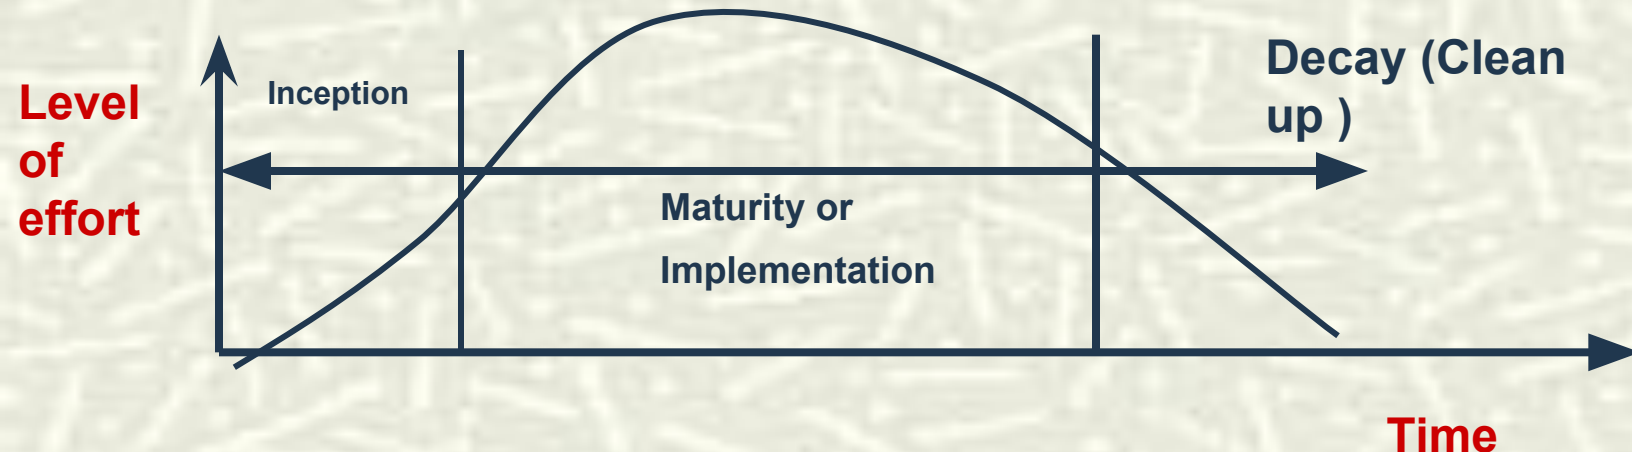 Level
of
effort
Inception
Decay (Clean
up )
Maturity or
Implementation
Time